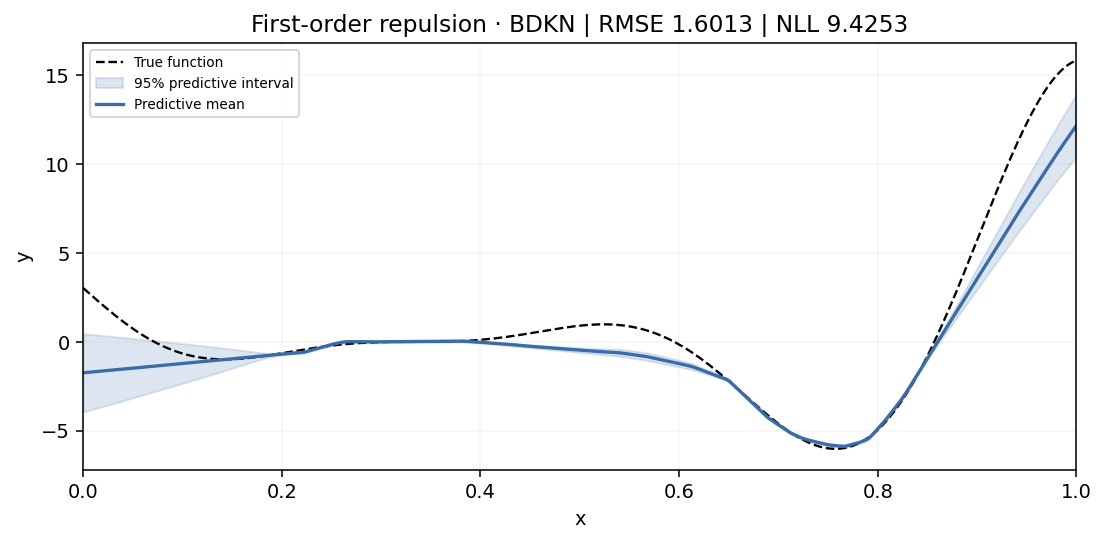 First-order repulsion · BDKN | RMSE 1.6013 | NLL 9.4253
True function
95% predictive interval
Predictive mean
15
10
5
0
−5
y
0.0 0.2 0.4 0.6 0.8 1.0
x